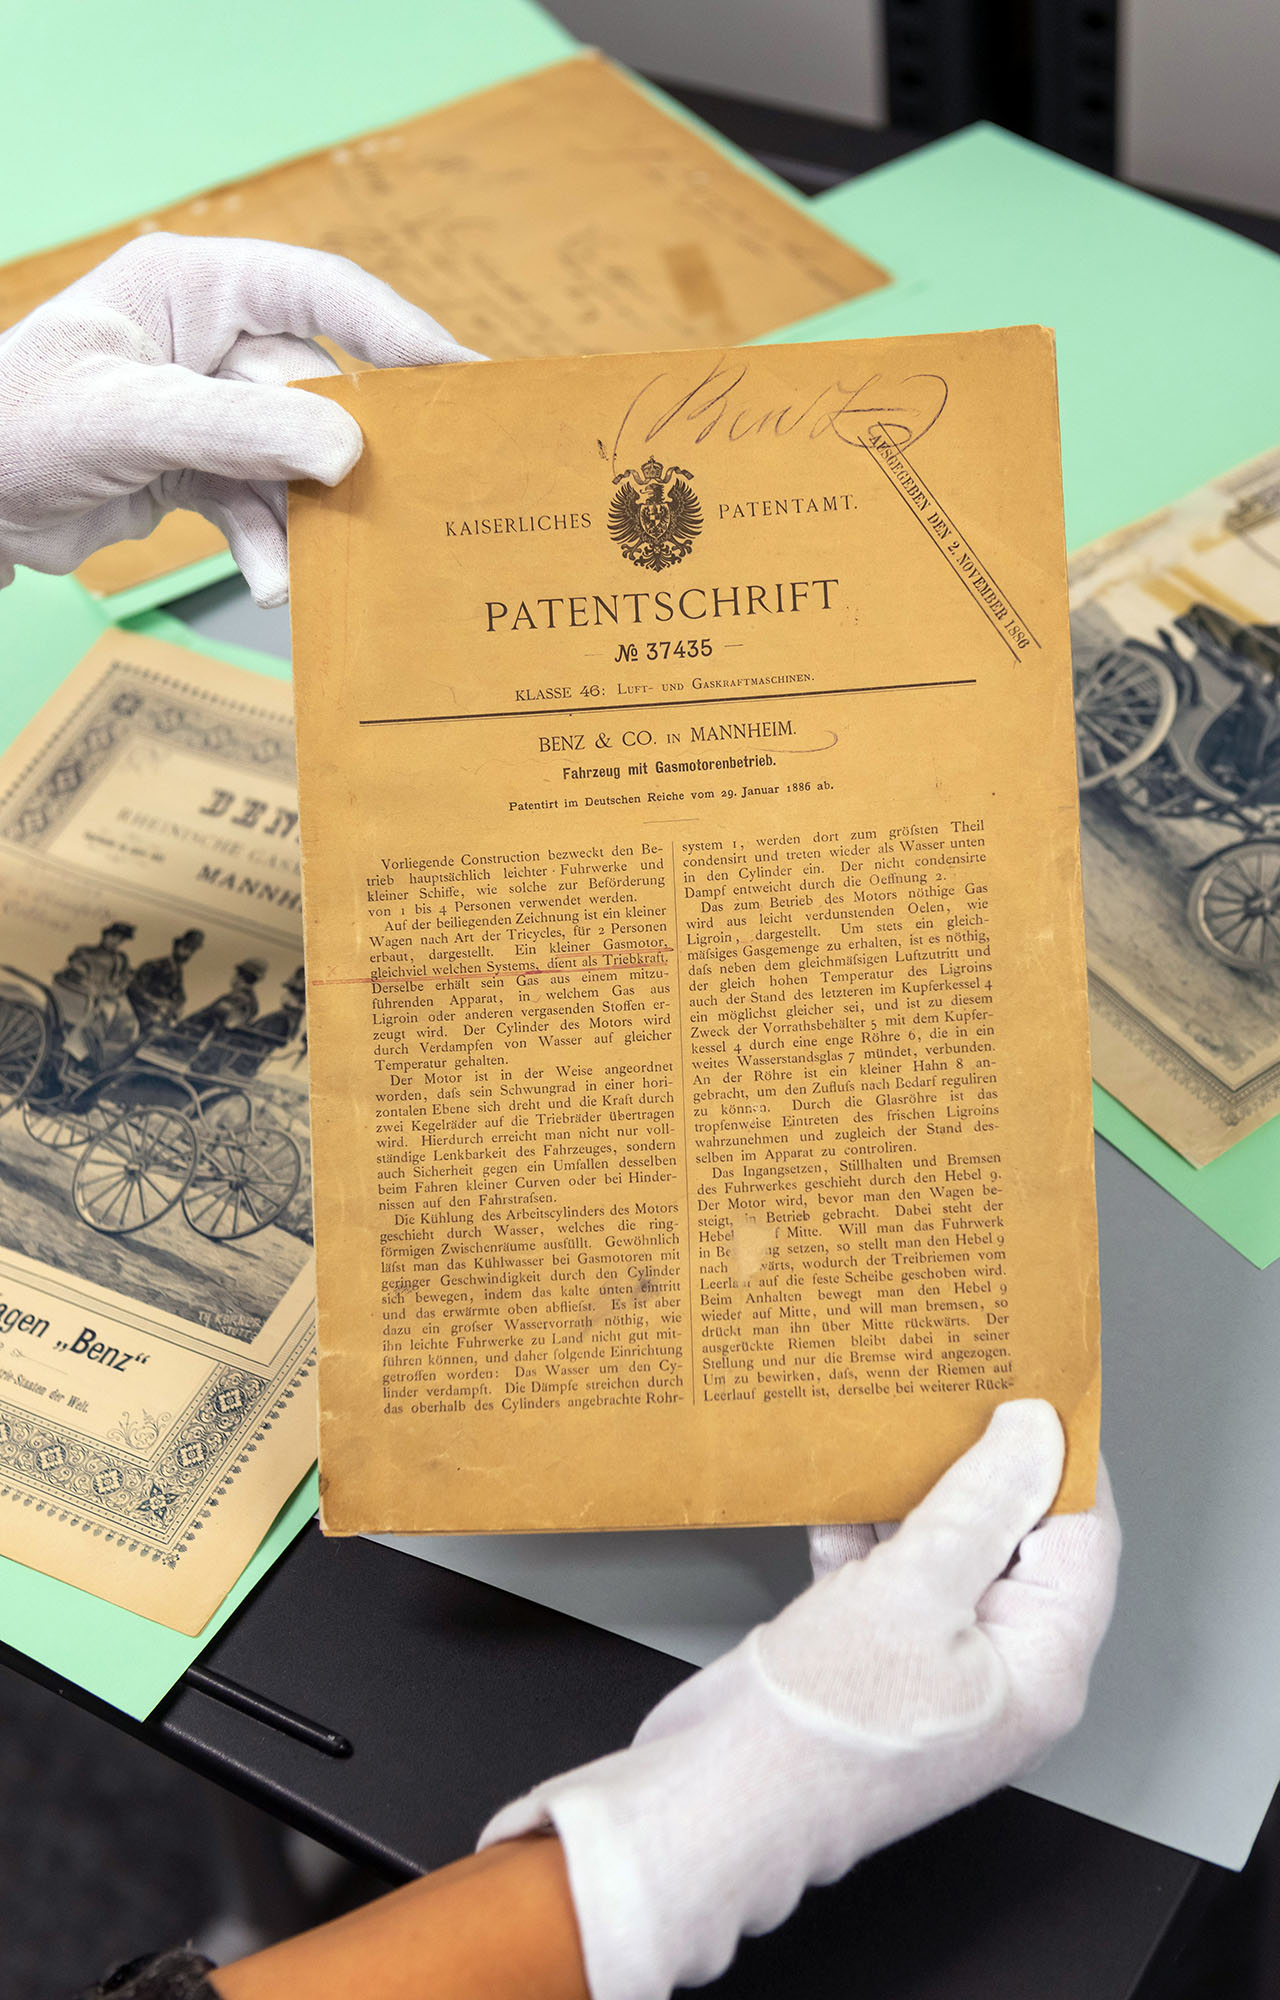 Benz
KAISERLICHES PATENTAMT.
AUSGEGEBEN DEN 2. NOVEMBER 1886
PATENTSCHRIFT
— № 37435 —
KLASSE 46: LUFT- UND GASKRAFTMASCHINEN.
BENZ & CO. IN MANNHEIM.
Fahrzeug mit Gasmotorenbetrieb.
Patentirt im Deutschen Reiche vom 29. Januar 1886 ab.
Vorliegende Construction bezweckt den Be-
trieb hauptsächlich leichter Fuhrwerke und
kleiner Schiffe, wie solche zur Beförderung
von 1 bis 4 Personen verwendet werden.
Auf der beiliegenden Zeichnung ist ein kleiner
Wagen nach Art der Tricycles, für 2 Personen
erbaut, dargestellt. Ein kleiner Gasmotor,
gleichviel welchen Systems, dient als Triebkraft.
Derselbe erhält sein Gas aus einem mitzu-
führenden Apparat, in welchem Gas aus
Ligroin oder anderen vergasenden Stoffen er-
zeugt wird. Der Cylinder des Motors wird
durch Verdampfen von Wasser auf gleicher
Temperatur gehalten.
Der Motor ist in der Weise angeordnet
worden, daſs sein Schwungrad in einer hori-
zontalen Ebene sich dreht und die Kraft durch
zwei Kegelräder auf die Triebräder übertragen
wird. Hierdurch erreicht man nicht nur voll-
ständige Lenkbarkeit des Fahrzeuges, sondern
auch Sicherheit gegen ein Umfallen desselben
beim Fahren kleiner Curven oder bei Hinder-
nissen auf den Fahrstraſsen.
Die Kühlung des Arbeitscylinders des Motors
geschieht durch Wasser, welches die ring-
förmigen Zwischenräume ausfüllt. Gewöhnlich
läſst man das Kühlwasser bei Gasmotoren mit
geringer Geschwindigkeit durch den Cylinder
sich bewegen, indem das kalte unten eintritt
und das erwärmte oben abflieſst. Es ist aber
dazu ein groſser Wasservorrath nöthig, wie
ihn leichte Fuhrwerke zu Land nicht gut mit-
führen können, und daher folgende Einrichtung
getroffen worden: Das Wasser um den Cy-
linder verdampft. Die Dämpfe streichen durch
das oberhalb des Cylinders angebrachte Rohr-
system 1, werden dort zum gröſsten Theil
condensirt und treten wieder als Wasser unten
in den Cylinder ein. Der nicht condensirte
Dampf entweicht durch die Oeffnung 2.
Das zum Betrieb des Motors nöthige Gas
wird aus leicht verdunstenden Oelen, wie
Ligroin, dargestellt. Um stets ein gleich-
mäſsiges Gasgemenge zu erhalten, ist es nöthig,
daſs neben dem gleichmäſsigen Luftzutritt und
der gleich hohen Temperatur des Ligroins
auch der Stand des letzteren im Kupferkessel 4
ein möglichst gleicher sei, und ist zu diesem
Zweck der Vorrathsbehälter 5 mit dem Kupfer-
kessel 4 durch eine enge Röhre 6, die in ein
weites Wasserstandsglas 7 mündet, verbunden.
An der Röhre ist ein kleiner Hahn 8 an-
gebracht, um den Zufluſs nach Bedarf reguliren
zu können. Durch die Glasröhre ist das
tropfenweise Eintreten des frischen Ligroins
wahrzunehmen und zugleich der Stand des-
selben im Apparat zu controliren.
Das Ingangsetzen, Stillhalten und Bremsen
des Fuhrwerkes geschieht durch den Hebel 9.
Der Motor wird, bevor man den Wagen be-
steigt, in Betrieb gebracht. Dabei steht der
Hebel f Mitte. Will man das Fuhrwerk
in Be g setzen, so stellt man den Hebel 9
nach wärts, wodurch der Treibriemen vom
Leerlauf auf die feste Scheibe geschoben wird.
Beim Anhalten bewegt man den Hebel 9
wieder auf Mitte, und will man bremsen, so
drückt man ihn über Mitte rückwärts. Der
ausgerückte Riemen bleibt dabei in seiner
Stellung und nur die Bremse wird angezogen.
Um zu bewirken, daſs, wenn der Riemen auf
Leerlauf gestellt ist, derselbe bei weiterer Rück-
BEN
RHEINISCHE GAS
MANNH
agen „Benz“
rie-Staaten der Welt.